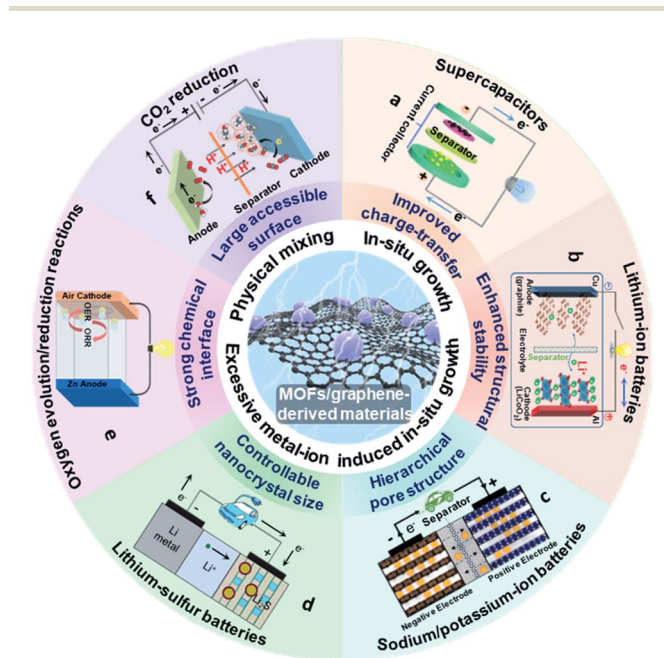 CO2 reduction
e-
e-
+ -
e-
e-
f
Anode
Separator
Cathode
H+
H+
H+
Large accessible
surface
Supercapacitors
a
Current collector
Separator
-
e-
+
e-
Improved
charge-transfer
Lithium-ion batteries
b
Cu
Anode
(graphite)
Electrolyte
Separator
Li+
Cathode
(LiCoO2)
Al
e-
Enhanced structural
stability
Sodium/potassium-ion batteries
c
e-
Separator
-
+
Negative Electrode
Positive Electrode
Hierarchical
pore structure
Lithium-sulfur batteries
d
e-
-
+
e-
Li
metal
Li+
Li2S
Controllable
nanocrystal size
Oxygen evolution/reduction reactions
e
Air Cathode
OER
ORR
Zn Anode
Strong chemical
interface
Physical mixing
In-situ growth
Excessive metal-ion induced in-situ growth
MOFs/graphene-
derived materials